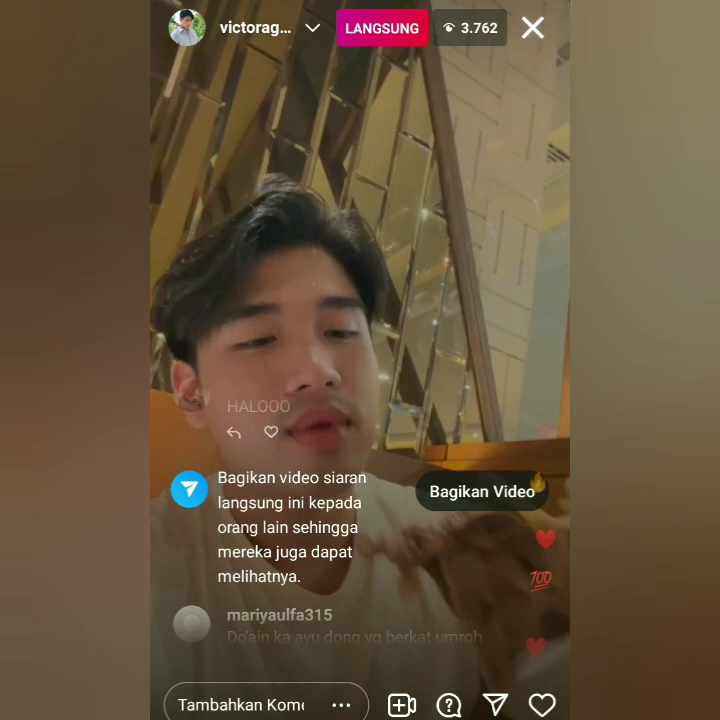 victorag...
LANGSUNG
3.762
HALOOO
Bagikan video siaran
langsung ini kepada
orang lain sehingga
mereka juga dapat
melihatnya.
Bagikan Video
100
mariyaulfa315
Do'ain ka ayu dong yg berkat umroh
Tambahkan Kome